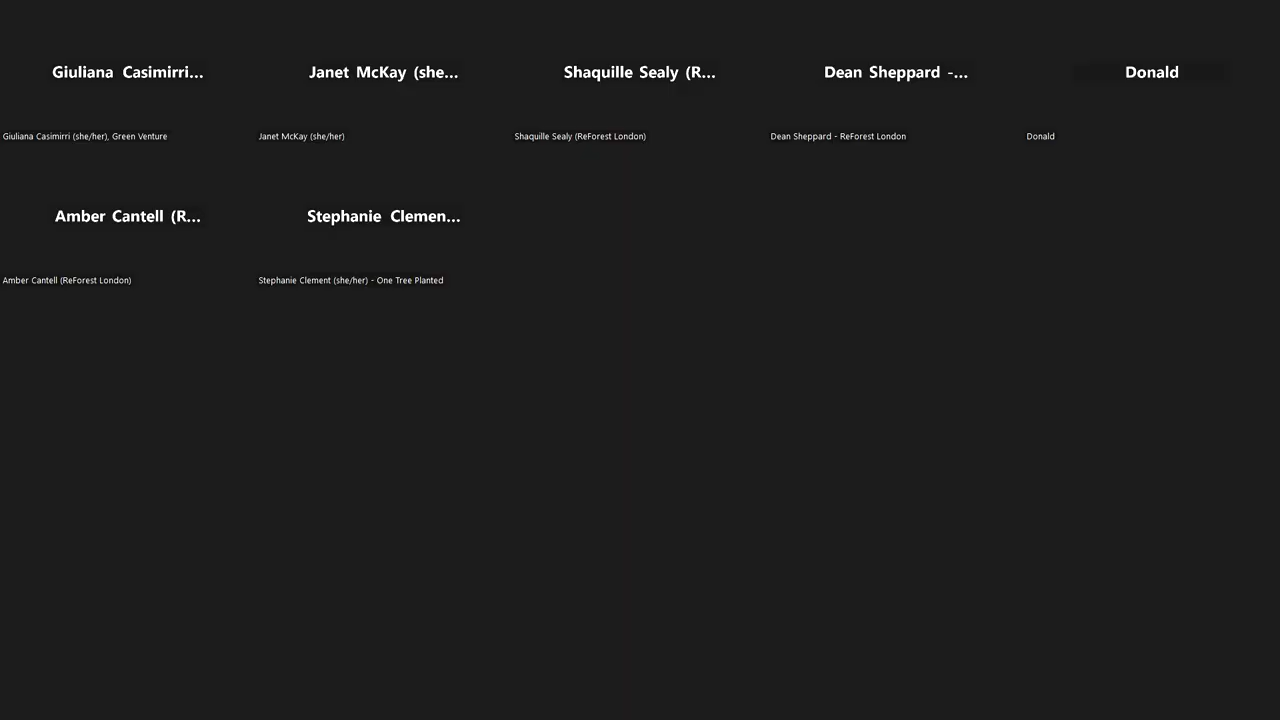 Giuliana Casimirri...
Janet McKay (she...
Shaquille Sealy (R...
Dean Sheppard -...
Donald
Giuliana Casimirri (she/her), Green Venture
Janet McKay (she/her)
Shaquille Sealy (ReForest London)
Dean Sheppard - ReForest London
Donald
Amber Cantell (R...
Stephanie Clemen...
Amber Cantell (ReForest London)
Stephanie Clement (she/her) - One Tree Planted